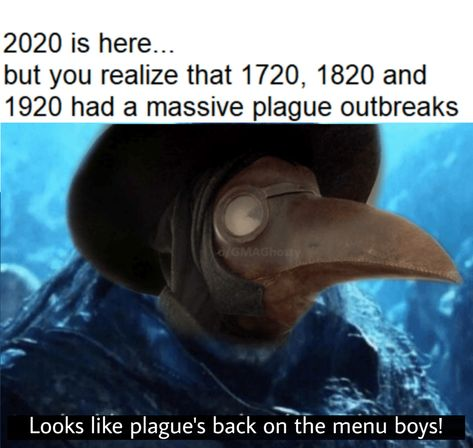 2020 is here...
but you realize that 1720, 1820 and
1920 had a massive plague outbreaks
u/GMAGhosty
Looks like plague's back on the menu boys!